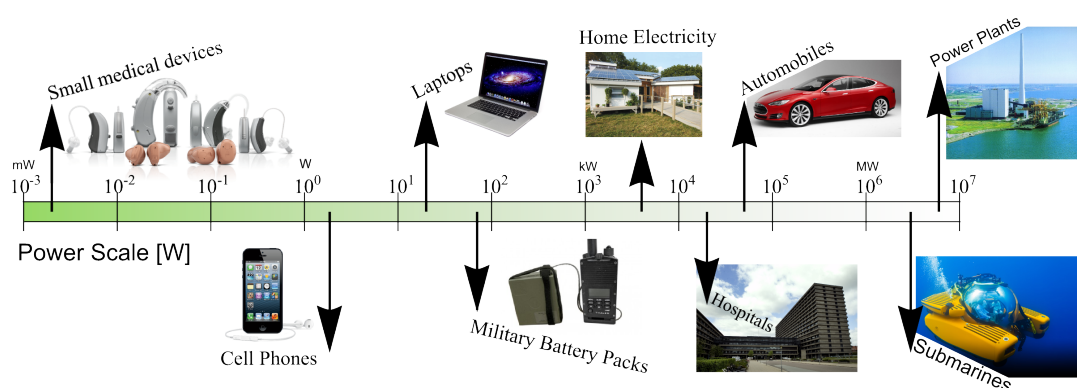 Small medical devices
Laptops
Home Electricity
Automobiles
Power Plants
mW
W
kW
MW
10⁻³
10⁻²
10⁻¹
10⁰
10¹
10²
10³
10⁴
10⁵
10⁶
10⁷
Power Scale [W]
Cell Phones
Military Battery Packs
Hospitals
Submarines